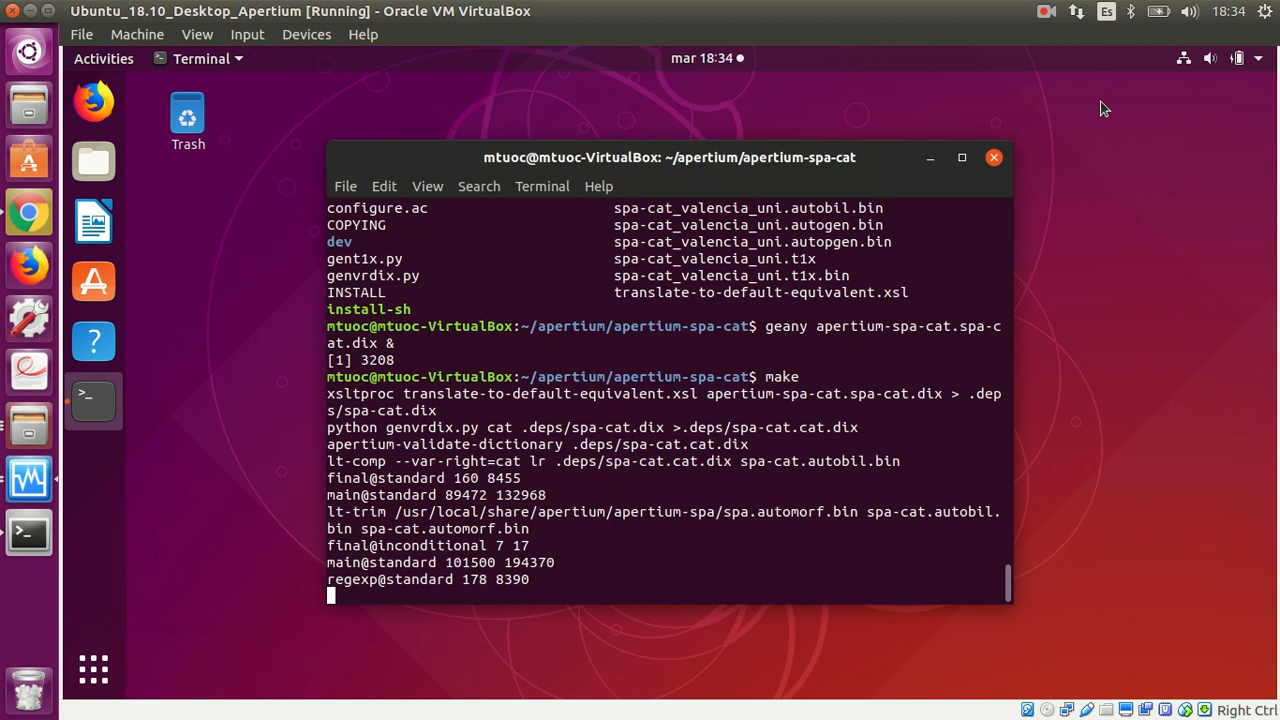 Ubuntu_18.10_Desktop_Apertium [Running] - Oracle VM VirtualBox
Es
18:34
File Machine View Input Devices Help
Activities
Terminal
mar 18:34
Trash
mtuoc@mtuoc-VirtualBox: ~/apertium/apertium-spa-cat
File Edit View Search Terminal Help
configure.ac spa-cat_valencia_uni.autobil.bin
COPYING spa-cat_valencia_uni.autogen.bin
dev spa-cat_valencia_uni.autopgen.bin
gent1x.py spa-cat_valencia_uni.t1x
genvrdix.py spa-cat_valencia_uni.t1x.bin
INSTALL translate-to-default-equivalent.xsl
install-sh
mtuoc@mtuoc-VirtualBox:~/apertium/apertium-spa-cat$ geany apertium-spa-cat.spa-c
at.dix &
[1] 3208
mtuoc@mtuoc-VirtualBox:~/apertium/apertium-spa-cat$ make
xsltproc translate-to-default-equivalent.xsl apertium-spa-cat.spa-cat.dix > .dep
s/spa-cat.dix
python genvrdix.py cat .deps/spa-cat.dix >.deps/spa-cat.cat.dix
apertium-validate-dictionary .deps/spa-cat.cat.dix
lt-comp --var-right=cat lr .deps/spa-cat.cat.dix spa-cat.autobil.bin
final@standard 160 8455
main@standard 89472 132968
lt-trim /usr/local/share/apertium/apertium-spa/spa.automorf.bin spa-cat.autobil.
bin spa-cat.automorf.bin
final@inconditional 7 17
main@standard 101500 194370
regexp@standard 178 8390
Right Ctrl